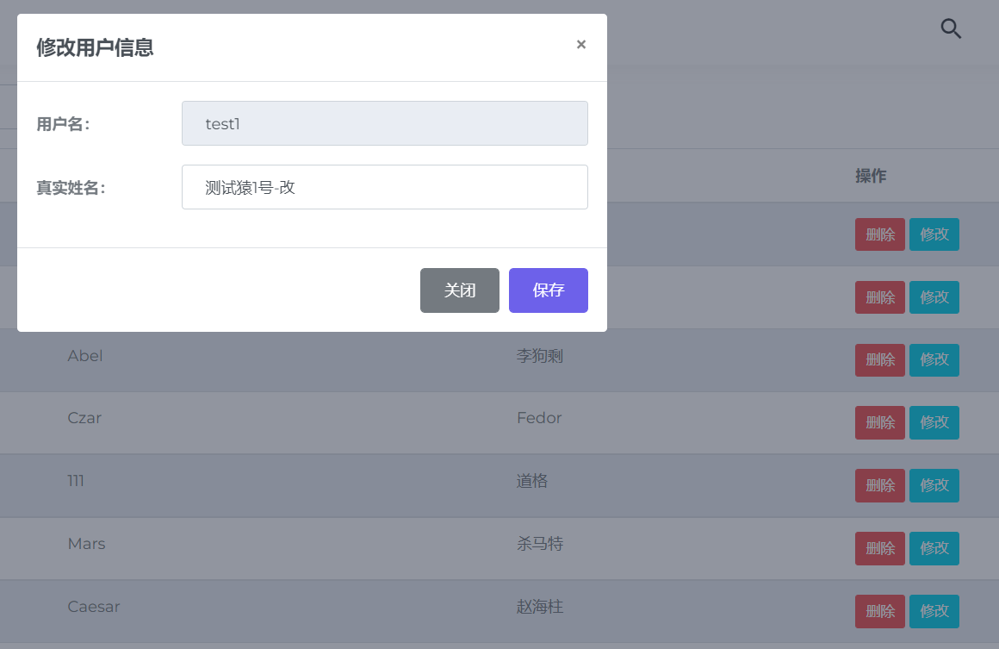 修改用户信息 ×
用户名: test1
真实姓名: 测试猿1号-改
关闭 保存
操作
删除 修改
删除 修改
Abel 李狗剩 删除 修改
Czar Fedor 删除 修改
111 道格 删除 修改
Mars 杀马特 删除 修改
Caesar 赵海柱 删除 修改